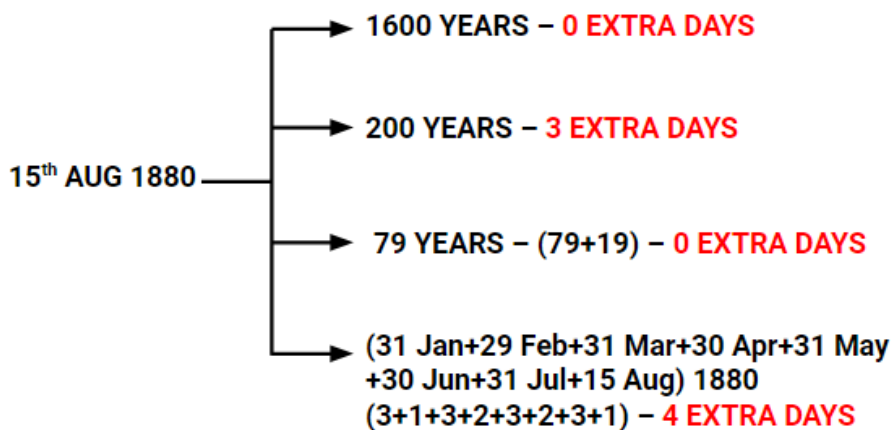 1600 YEARS – 0 EXTRA DAYS
200 YEARS – 3 EXTRA DAYS
15th AUG 1880
79 YEARS – (79+19) – 0 EXTRA DAYS
(31 Jan+29 Feb+31 Mar+30 Apr+31 May
+30 Jun+31 Jul+15 Aug) 1880
(3+1+3+2+3+2+3+1) – 4 EXTRA DAYS